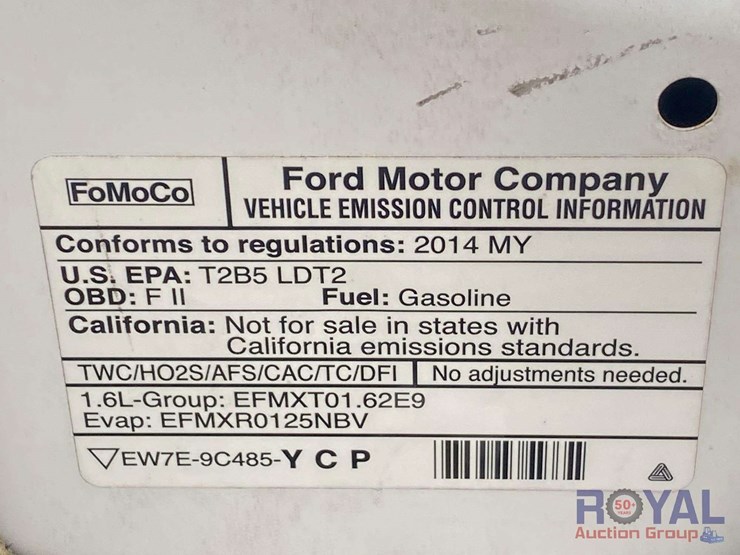 FoMoCo
Ford Motor Company
VEHICLE EMISSION CONTROL INFORMATION
Conforms to regulations: 2014 MY
U.S. EPA: T2B5 LDT2
OBD: F II Fuel: Gasoline
California: Not for sale in states with
California emissions standards.
TWC/HO2S/AFS/CAC/TC/DFI No adjustments needed.
1.6L-Group: EFMXT01.62E9
Evap: EFMXR0125NBV
EW7E-9C485-Y C P
ROYAL
50+
YEARS
Auction Group